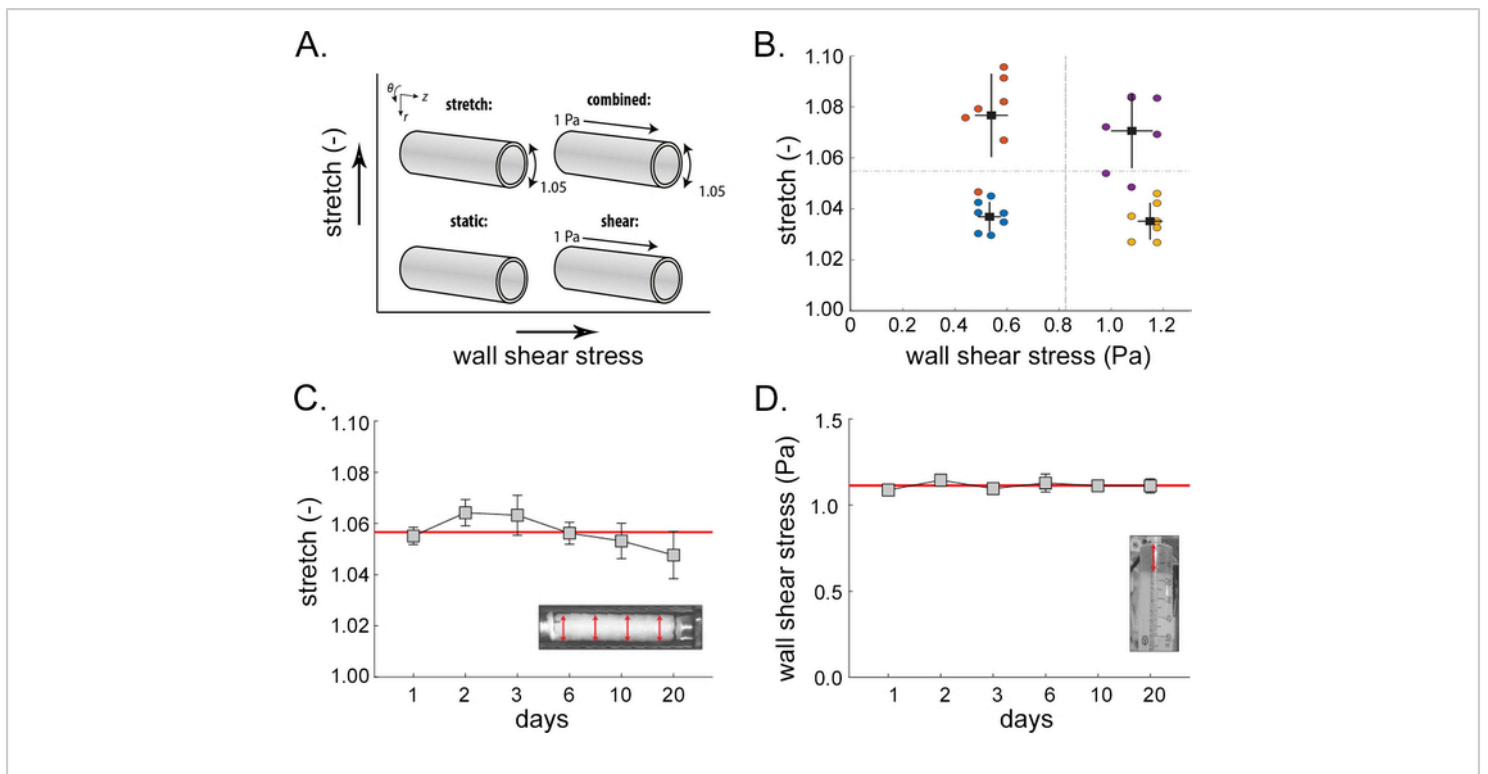 A.
θ
z
r
stretch:
combined:
1 Pa
1.05
1.05
static:
shear:
1 Pa
stretch (-)
wall shear stress
B.
1.10
1.08
1.06
1.04
1.02
1.00
0 0.2 0.4 0.6 0.8 1.0 1.2
stretch (-)
wall shear stress (Pa)
C.
1.10
1.08
1.06
1.04
1.02
1.00
1 2 3 6 10 20
stretch (-)
days
D.
1.5
1.0
0.5
0.0
1 2 3 6 10 20
wall shear stress (Pa)
days